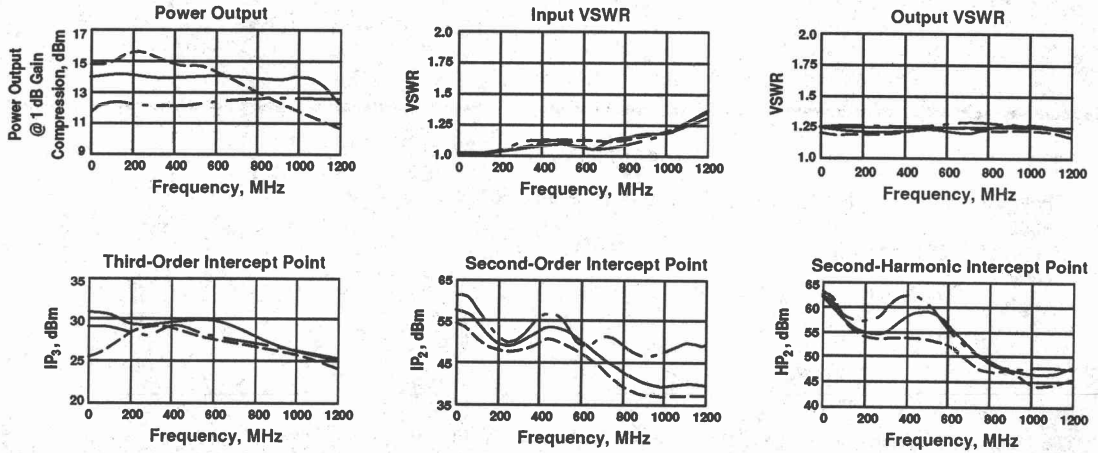 Power Output
Power Output
@ 1 dB Gain
Compression, dBm
17
15
13
11
9
0 200 400 600 800 1000 1200
Frequency, MHz
Input VSWR
VSWR
2.0
1.75
1.5
1.25
1.0
0 200 400 600 800 1000 1200
Frequency, MHz
Output VSWR
VSWR
2.0
1.75
1.5
1.25
1.0
0 200 400 600 800 1000 1200
Frequency, MHz
Third-Order Intercept Point
IP3, dBm
35
30
25
20
0 200 400 600 800 1000 1200
Frequency, MHz
Second-Order Intercept Point
IP2, dBm
65
55
45
35
0 200 400 600 800 1000 1200
Frequency, MHz
Second-Harmonic Intercept Point
HP2, dBm
65
60
55
50
45
40
0 200 400 600 800 1000 1200
Frequency, MHz